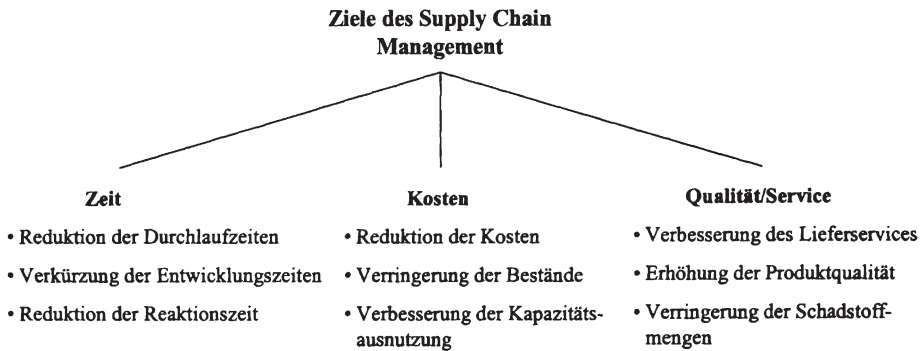 Ziele des Supply Chain
Management
Zeit
• Reduktion der Durchlaufzeiten
• Verkürzung der Entwicklungszeiten
• Reduktion der Reaktionszeit
Kosten
• Reduktion der Kosten
• Verringerung der Bestände
• Verbesserung der Kapazitäts-
ausnutzung
Qualität/Service
• Verbesserung des Lieferservices
• Erhöhung der Produktqualität
• Verringerung der Schadstoff-
mengen